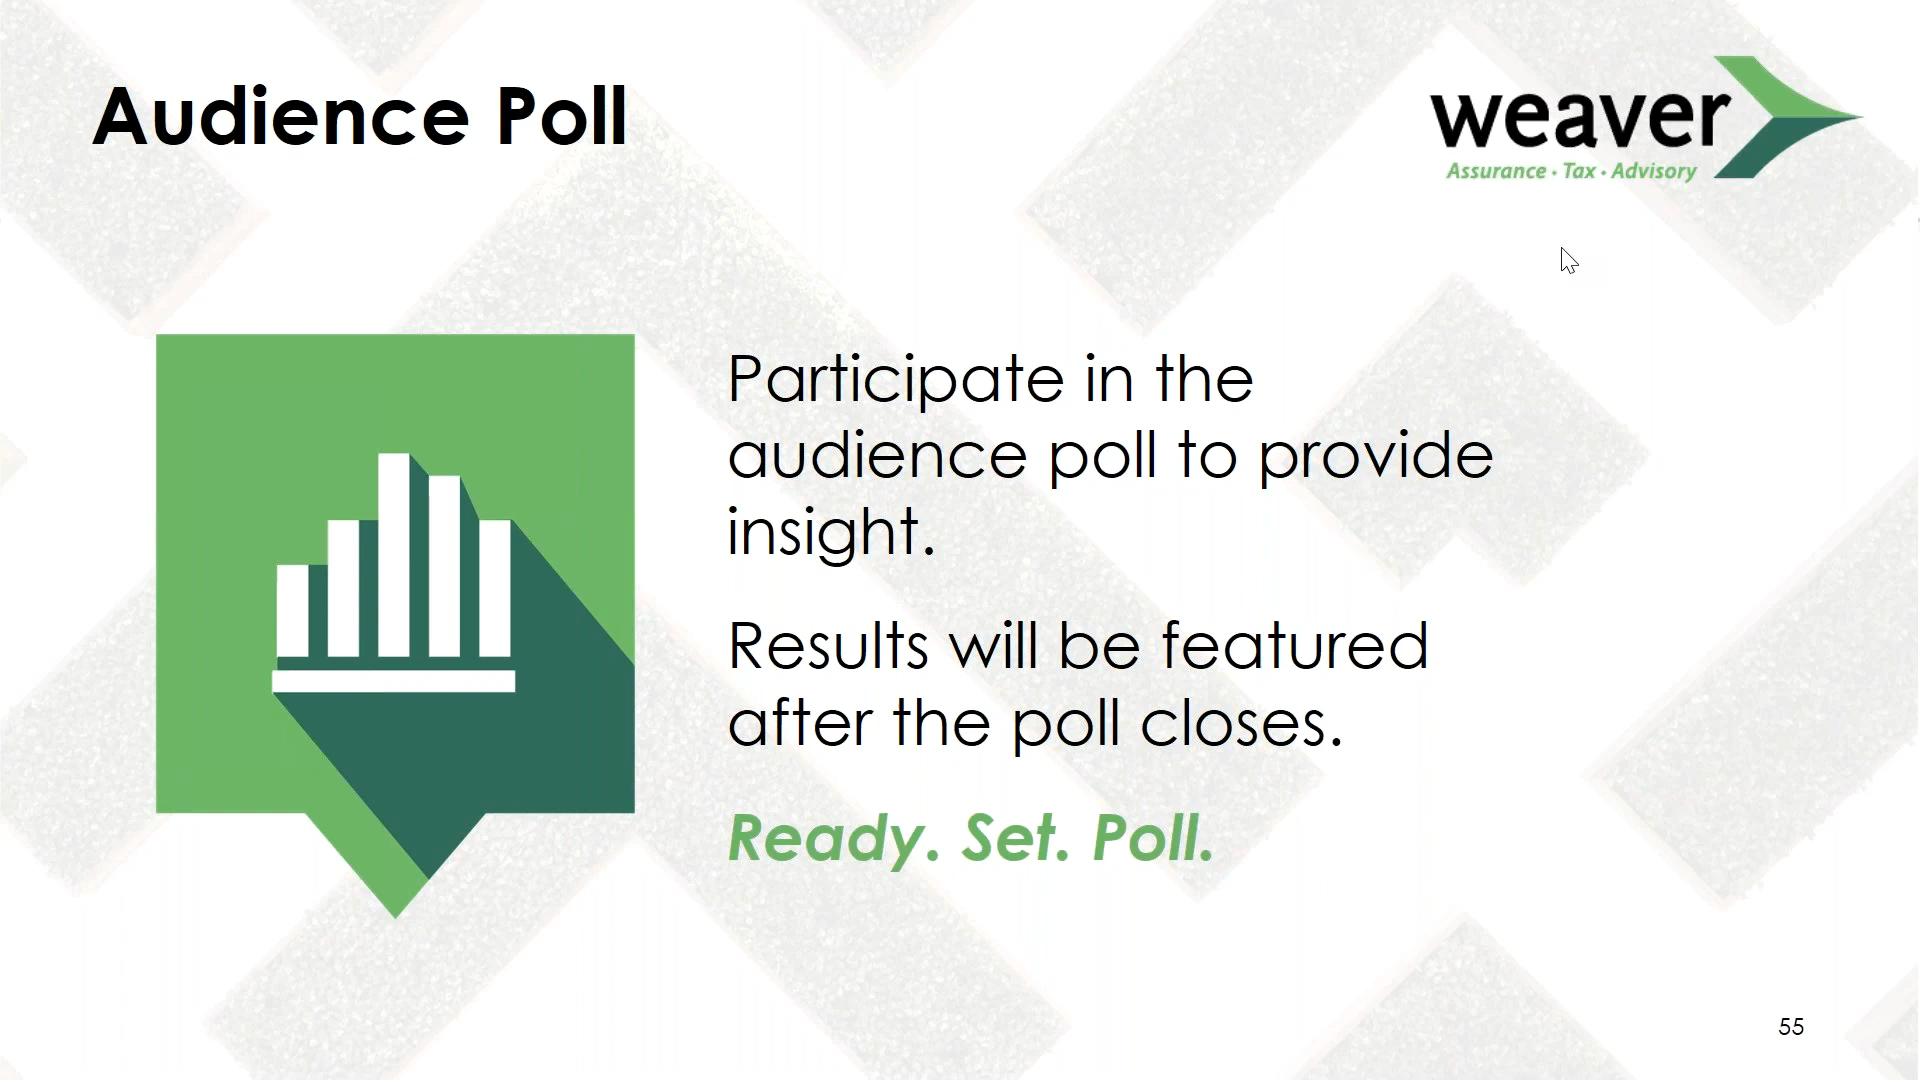 Audience Poll
weaver
Assurance · Tax · Advisory
Participate in the
audience poll to provide
insight.
Results will be featured
after the poll closes.
Ready. Set. Poll.
55